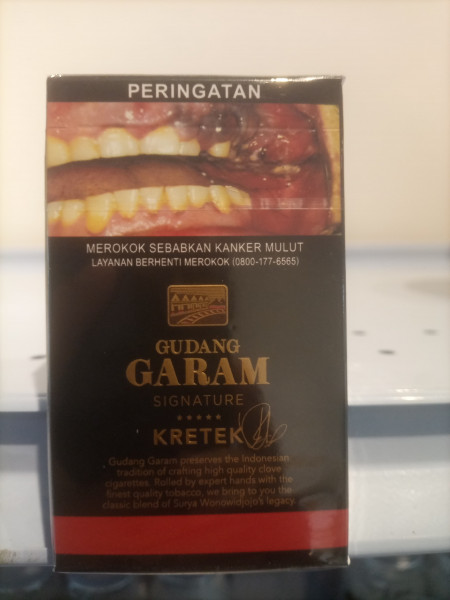 PERINGATAN
MEROKOK SEBABKAN KANKER MULUT
LAYANAN BERHENTI MEROKOK (0800-177-6565)
GUDANG
GARAM
SIGNATURE
KRETEK
Gudang Garam preserves the Indonesian
tradition of crafting high quality clove
cigarettes. Rolled by expert hands with the
finest quality tobacco, we bring to you the
classic blend of Surya Wonowidjojo's legacy.